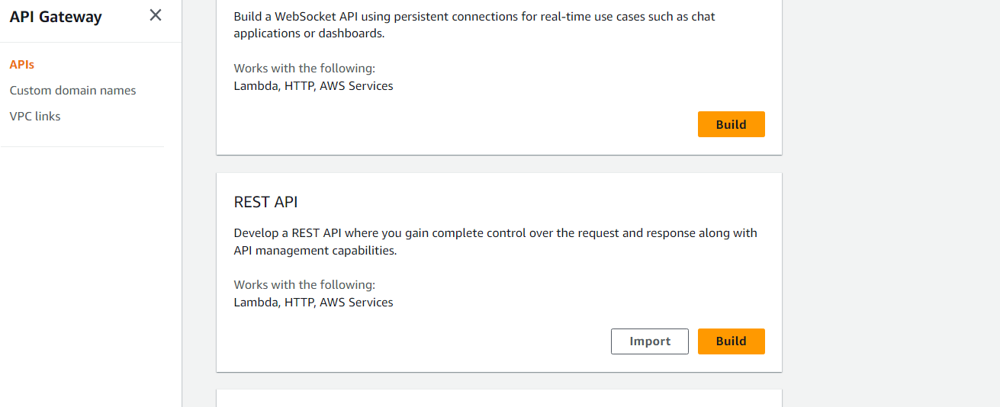 API Gateway
APIs
Custom domain names
VPC links
Build a WebSocket API using persistent connections for real-time use cases such as chat
applications or dashboards.
Works with the following:
Lambda, HTTP, AWS Services
Build
REST API
Develop a REST API where you gain complete control over the request and response along with
API management capabilities.
Works with the following:
Lambda, HTTP, AWS Services
Import
Build